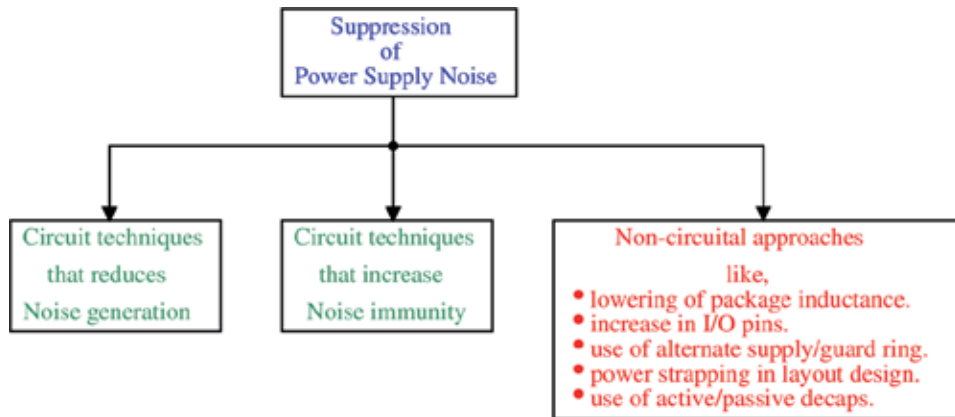 Suppression
of
Power Supply Noise
Circuit techniques
that reduces
Noise generation
Circuit techniques
that increase
Noise immunity
Non-circuital approaches
like,
• lowering of package inductance.
• increase in I/O pins.
• use of alternate supply/guard ring.
• power strapping in layout design.
• use of active/passive decaps.